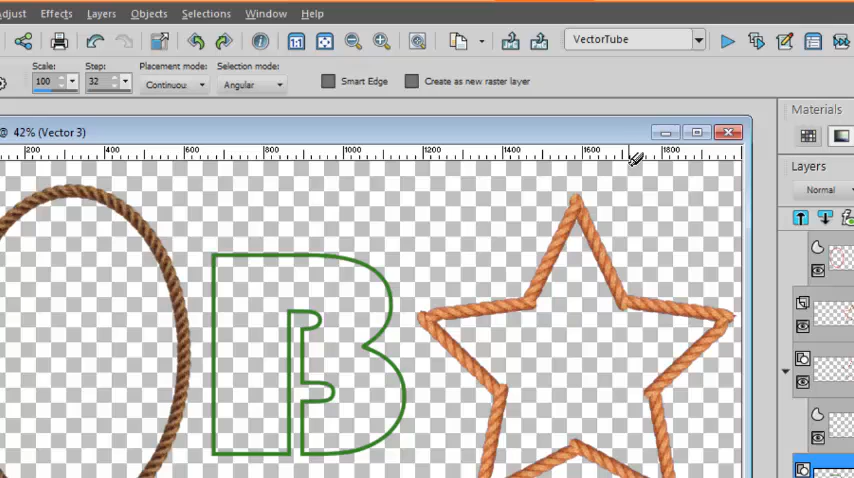 Adjust Effects Layers Objects Selections Window Help
VectorTube
Scale: Step: Placement mode: Selection mode:
100 32 Continuou Angular Smart Edge Create as new raster layer
Materials
@ 42% (Vector 3)
200 400 600 800 1000 1200 1400 1600 1800
Layers
Normal
B